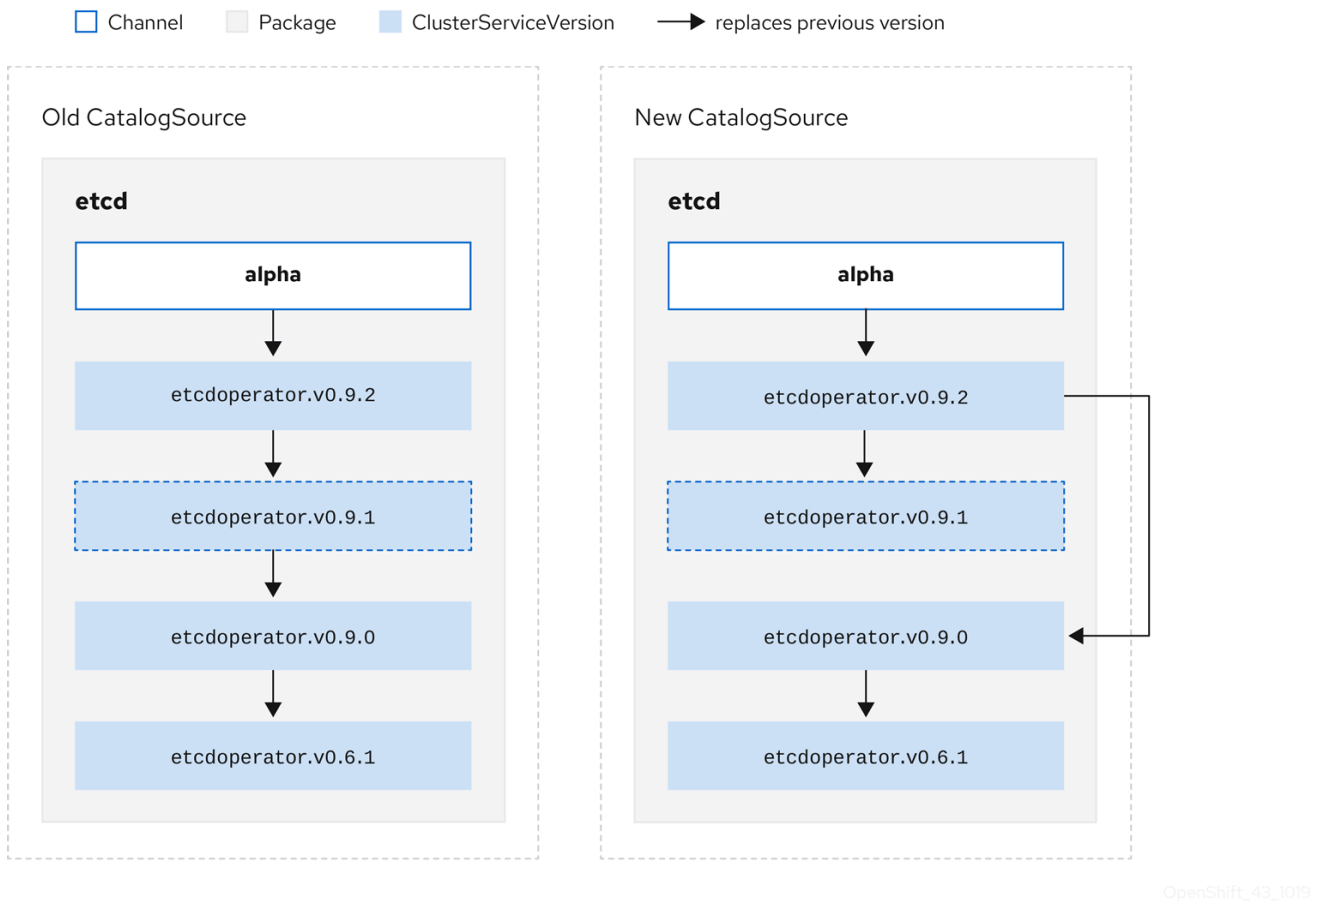 Channel Package ClusterServiceVersion replaces previous version
Old CatalogSource
etcd
alpha
etcdoperator.v0.9.2
etcdoperator.v0.9.1
etcdoperator.v0.9.0
etcdoperator.v0.6.1
New CatalogSource
etcd
alpha
etcdoperator.v0.9.2
etcdoperator.v0.9.1
etcdoperator.v0.9.0
etcdoperator.v0.6.1
OpenShift_43_1019